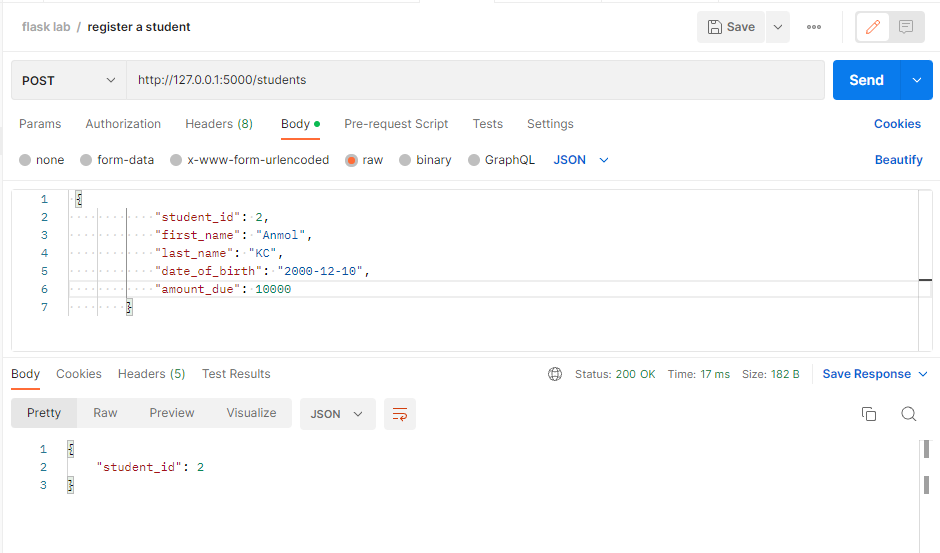 flask lab / register a student Save
POST http://127.0.0.1:5000/students Send
Params Authorization Headers (8) Body Pre-request Script Tests Settings Cookies
none form-data x-www-form-urlencoded raw binary GraphQL JSON Beautify
1 {
2 "student_id": 2,
3 "first_name": "Anmol",
4 "last_name": "KC",
5 "date_of_birth": "2000-12-10",
6 "amount_due": 10000
7 }
Body Cookies Headers (5) Test Results Status: 200 OK Time: 17 ms Size: 182 B Save Response
Pretty Raw Preview Visualize JSON
1 {
2 "student_id": 2
3 }